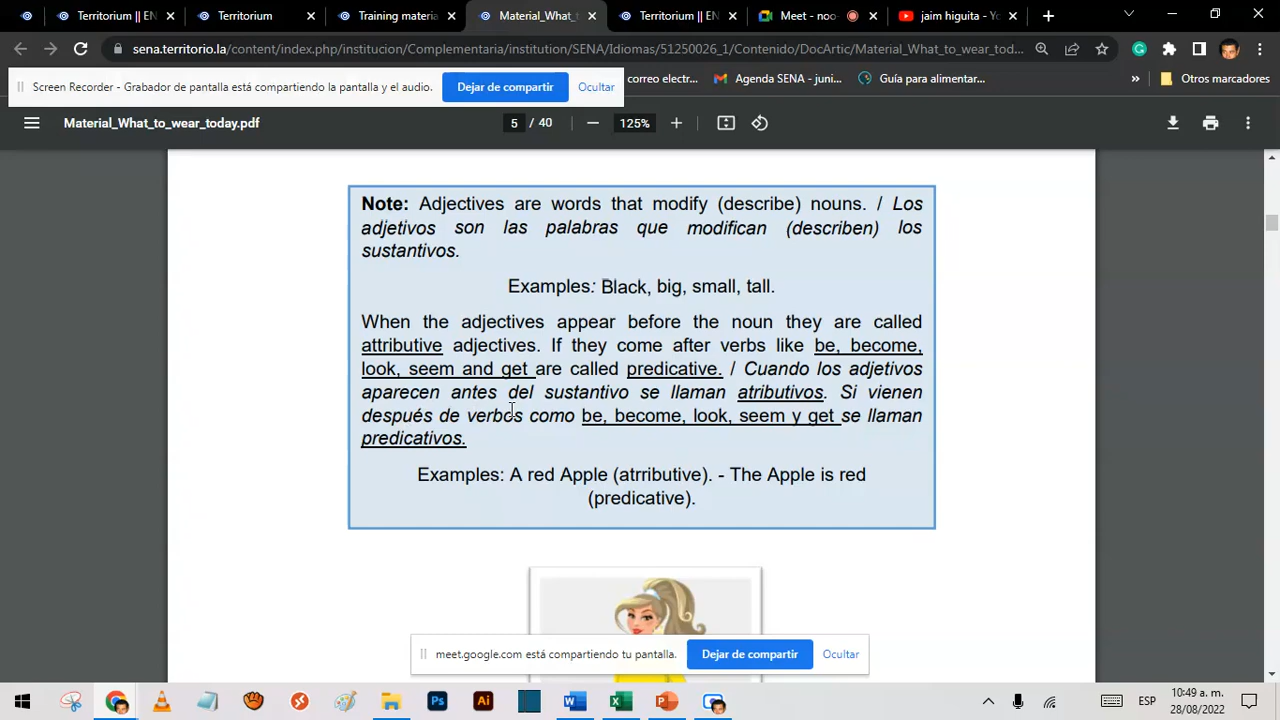 Territorium || EN
Territorium
Training materia
Material_What_to
Territorium || EN
Meet - noo
jaim higuita - Yo
sena.territorio.la/content/index.php/institucion/Complementaria/institution/SENA/Idiomas/51250026_1/Contenido/DocArtic/Material_What_to_wear_tod...
Screen Recorder - Grabador de pantalla está compartiendo la pantalla y el audio. Dejar de compartir Ocultar
correo electr... Agenda SENA - juni... Guía para alimentar... » Otros marcadores
Material_What_to_wear_today.pdf 5 / 40 125%
Note: Adjectives are words that modify (describe) nouns. / Los
adjetivos son las palabras que modifican (describen) los
sustantivos.
Examples: Black, big, small, tall.
When the adjectives appear before the noun they are called
attributive adjectives. If they come after verbs like be, become,
look, seem and get are called predicative. / Cuando los adjetivos
aparecen antes del sustantivo se llaman atributivos. Si vienen
después de verbos como be, become, look, seem y get se llaman
predicativos.
Examples: A red Apple (atrributive). - The Apple is red
(predicative).
meet.google.com está compartiendo tu pantalla. Dejar de compartir Ocultar
ESP
10:49 a. m.
28/08/2022